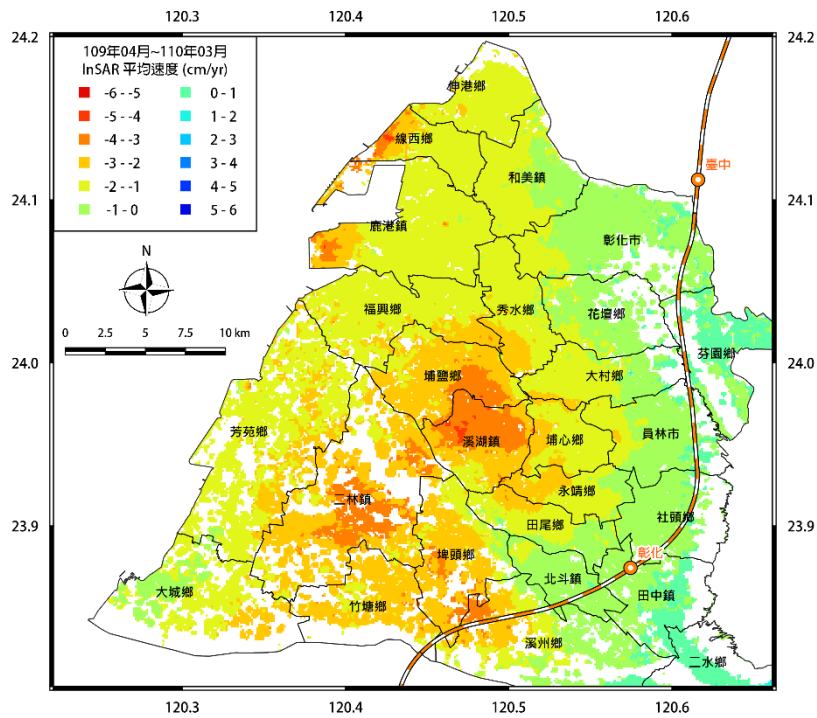 120.3 120.4 120.5 120.6
24.2 24.2
109年04月~110年03月
InSAR 平均速度 (cm/yr)
-6 - -5 0 - 1
-5 - -4 1 - 2
-4 - -3 2 - 3
-3 - -2 3 - 4
-2 - -1 4 - 5
-1 - 0 5 - 6
伸港鄉
線西鄉
和美鎮
臺中
24.1 24.1
鹿港鎮
彰化市
N
福興鄉 秀水鄉 花壇鄉
0 2.5 5 7.5 10 km
芬園鄉
24.0 24.0
埔鹽鄉 大村鄉
芳苑鄉 溪湖鎮 埔心鄉 員林市
二林鎮 永靖鄉
23.9 23.9
田尾鄉 社頭鄉
埤頭鄉 彰化
大城鄉 北斗鎮
竹塘鄉 田中鎮
溪州鄉
二水鄉
120.3 120.4 120.5 120.6